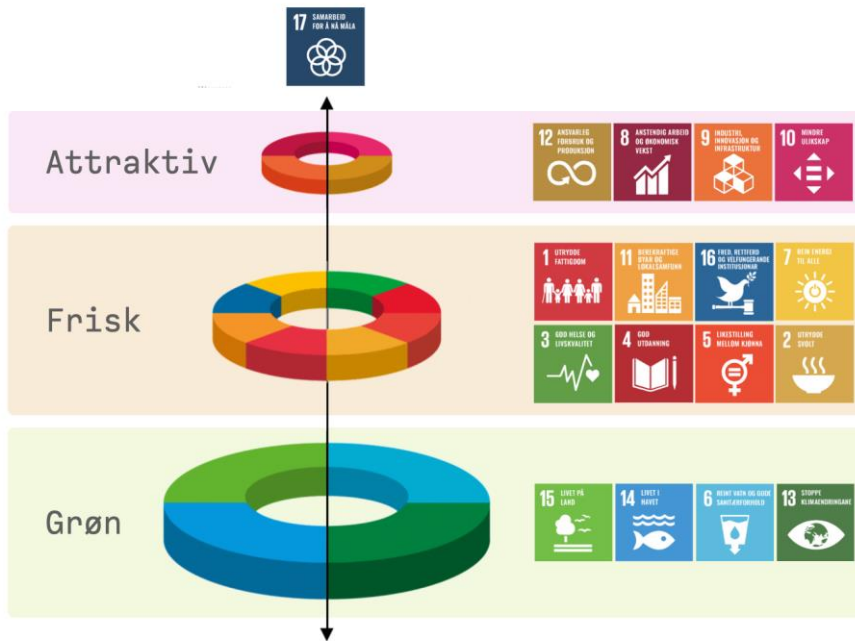 17 SAMARBEID
FOR Å NÅ MÅLA
Attraktiv
12 ANSVARLEG
FORBRUK OG
PRODUKSJON
8 ANSTENDIG ARBEID
OG ØKONOMISK
VEKST
9 INDUSTRI,
INNOVASJON OG
INFRASTRUKTUR
10 MINDRE
ULIKSKAP
Frisk
1 UTRYDDE
FATTIGDOM
11 BEREKRAFTIGE
BYAR OG
LOKALSAMFUNN
16 FRED, RETTFERD
OG VELFUNGERANDE
INSTITUSJONAR
7 REIN ENERGI
TIL ALLE
3 GOD HELSE OG
LIVSKVALITET
4 GOD
UTDANNING
5 LIKESTILLING
MELLOM KJØNNA
2 UTRYDDE
SVOLT
Grøn
15 LIVET PÅ
LAND
14 LIVET I
HAVET
6 REINT VATN OG GODE
SANITÆRFORHOLD
13 STOPPE
KLIMAENDRINGANE